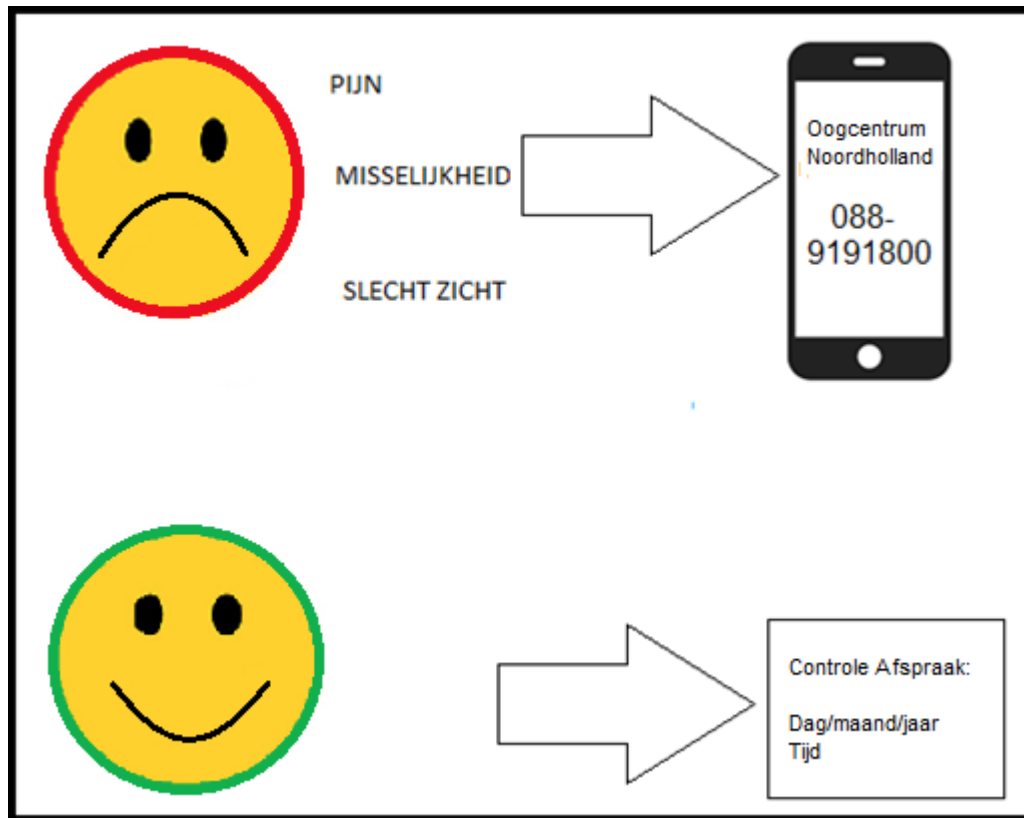 PIJN
MISSELIJKHEID
SLECHT ZICHT
Oogcentrum
Noordholland
088-
9191800
Controle Afspraak:
Dag/maand/jaar
Tijd